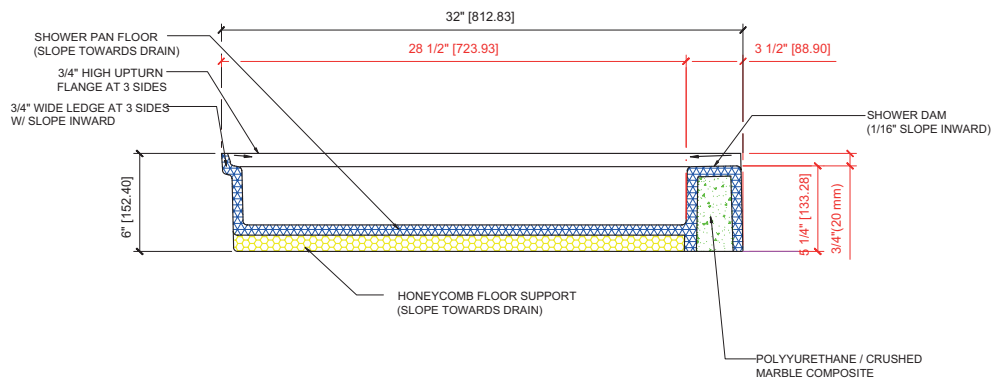 32" [812.83]
SHOWER PAN FLOOR
(SLOPE TOWARDS DRAIN)
28 1/2" [723.93]
3 1/2" [88.90]
3/4" HIGH UPTURN
FLANGE AT 3 SIDES
3/4" WIDE LEDGE AT 3 SIDES
W/ SLOPE INWARD
SHOWER DAM
(1/16" SLOPE INWARD)
6" [152.40]
5 1/4" [133.28]
3/4"(20 mm)
HONEYCOMB FLOOR SUPPORT
(SLOPE TOWARDS DRAIN)
POLYYURETHANE / CRUSHED
MARBLE COMPOSITE